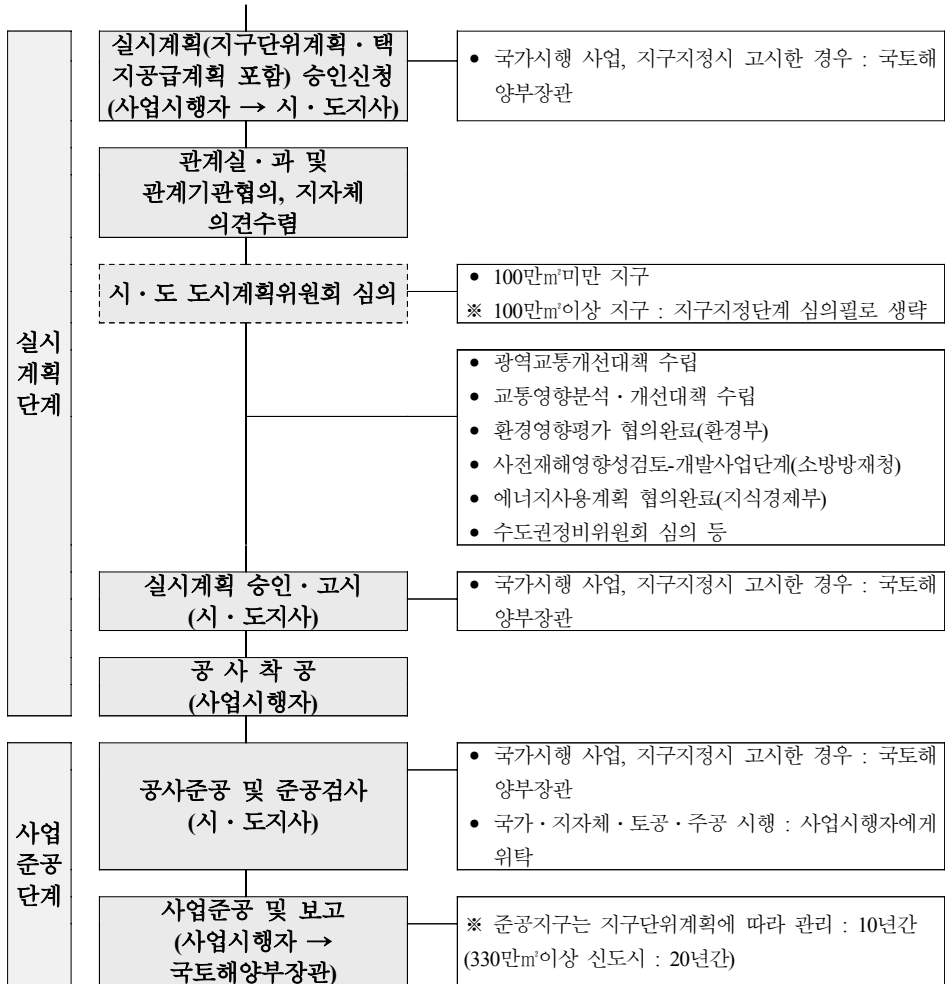 실시계획(지구단위계획·택
지공급계획 포함) 승인신청
(사업시행자 → 시·도지사)
● 국가시행 사업, 지구지정시 고시한 경우 : 국토해
양부장관
관계실·과 및
관계기관협의, 지자체
의견수렴
시·도 도시계획위원회 심의
● 100만㎡미만 지구
※ 100만㎡이상 지구 : 지구지정단계 심의필로 생략
실시
계획
단계
● 광역교통개선대책 수립
● 교통영향분석·개선대책 수립
● 환경영향평가 협의완료(환경부)
● 사전재해영향성검토-개발사업단계(소방방재청)
● 에너지사용계획 협의완료(지식경제부)
● 수도권정비위원회 심의 등
실시계획 승인·고시
(시·도지사)
● 국가시행 사업, 지구지정시 고시한 경우 : 국토해
양부장관
공 사 착 공
(사업시행자)
사업
준공
단계
공사준공 및 준공검사
(시·도지사)
● 국가시행 사업, 지구지정시 고시한 경우 : 국토해
양부장관
● 국가·지자체·토공·주공 시행 : 사업시행자에게
위탁
사업준공 및 보고
(사업시행자 →
국토해양부장관)
※ 준공지구는 지구단위계획에 따라 관리 : 10년간
(330만㎡이상 신도시 : 20년간)